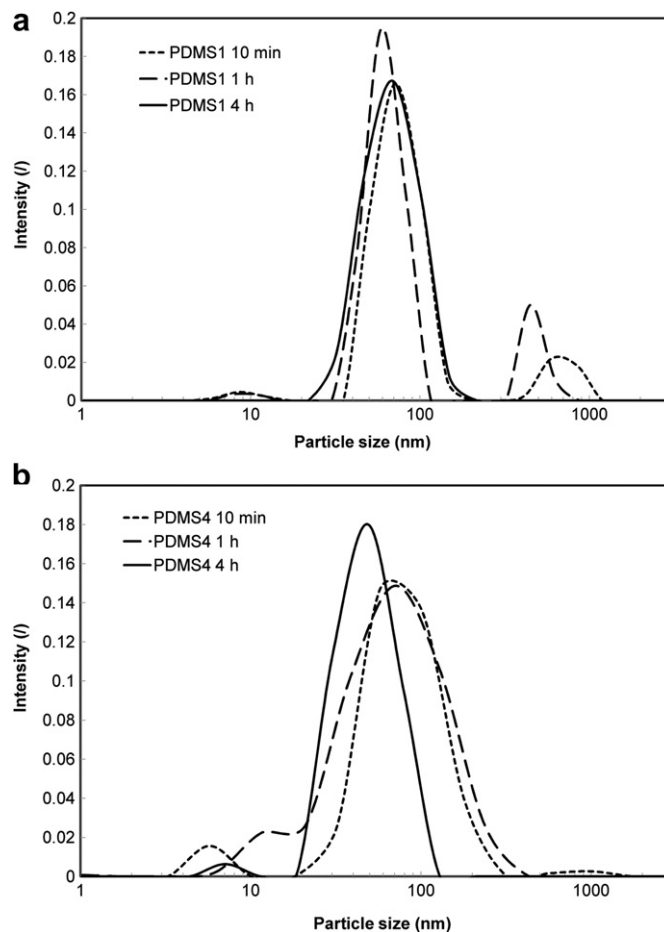 a
0.2
0.18
0.16
0.14
0.12
0.1
0.08
0.06
0.04
0.02
0
Intensity (/)
PDMS1 10 min
PDMS1 1 h
PDMS1 4 h
1 10 100 1000
Particle size (nm)
b
0.2
0.18
0.16
0.14
0.12
0.1
0.08
0.06
0.04
0.02
0
Intensity (/)
PDMS4 10 min
PDMS4 1 h
PDMS4 4 h
1 10 100 1000
Particle size (nm)